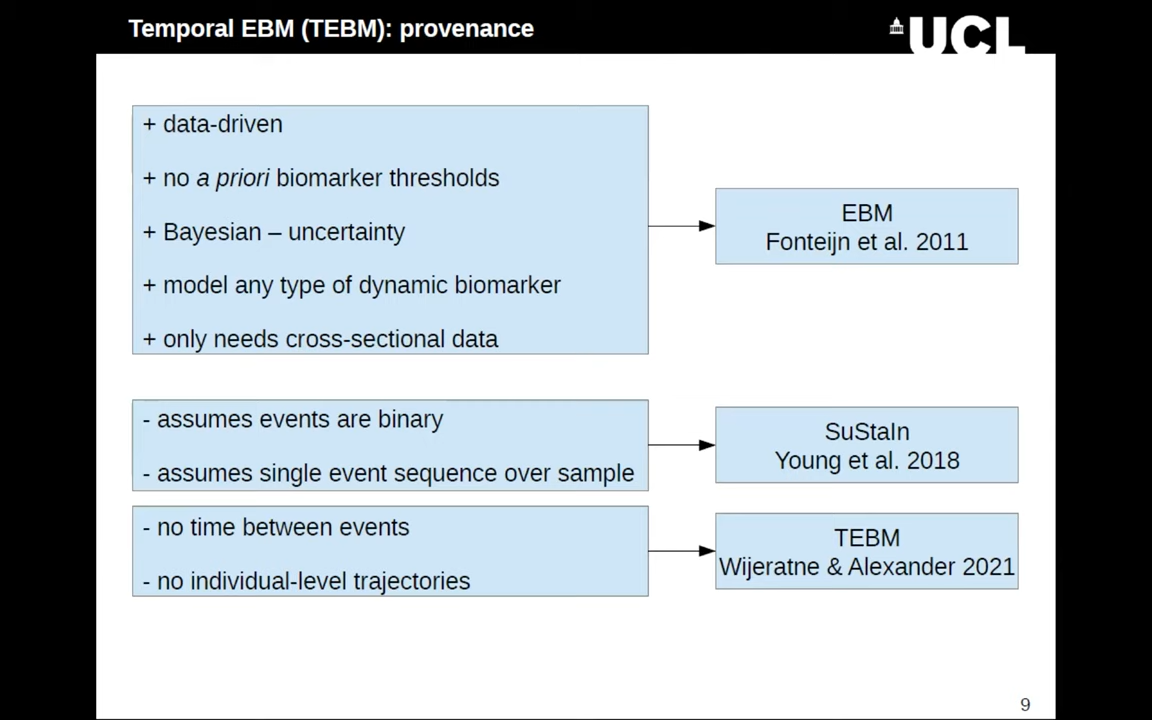 Temporal EBM (TEBM): provenance
UCL
+ data-driven
+ no a priori biomarker thresholds
+ Bayesian – uncertainty
+ model any type of dynamic biomarker
+ only needs cross-sectional data
EBM
Fonteijn et al. 2011
- assumes events are binary
- assumes single event sequence over sample
SuStaIn
Young et al. 2018
- no time between events
- no individual-level trajectories
TEBM
Wijeratne & Alexander 2021
9